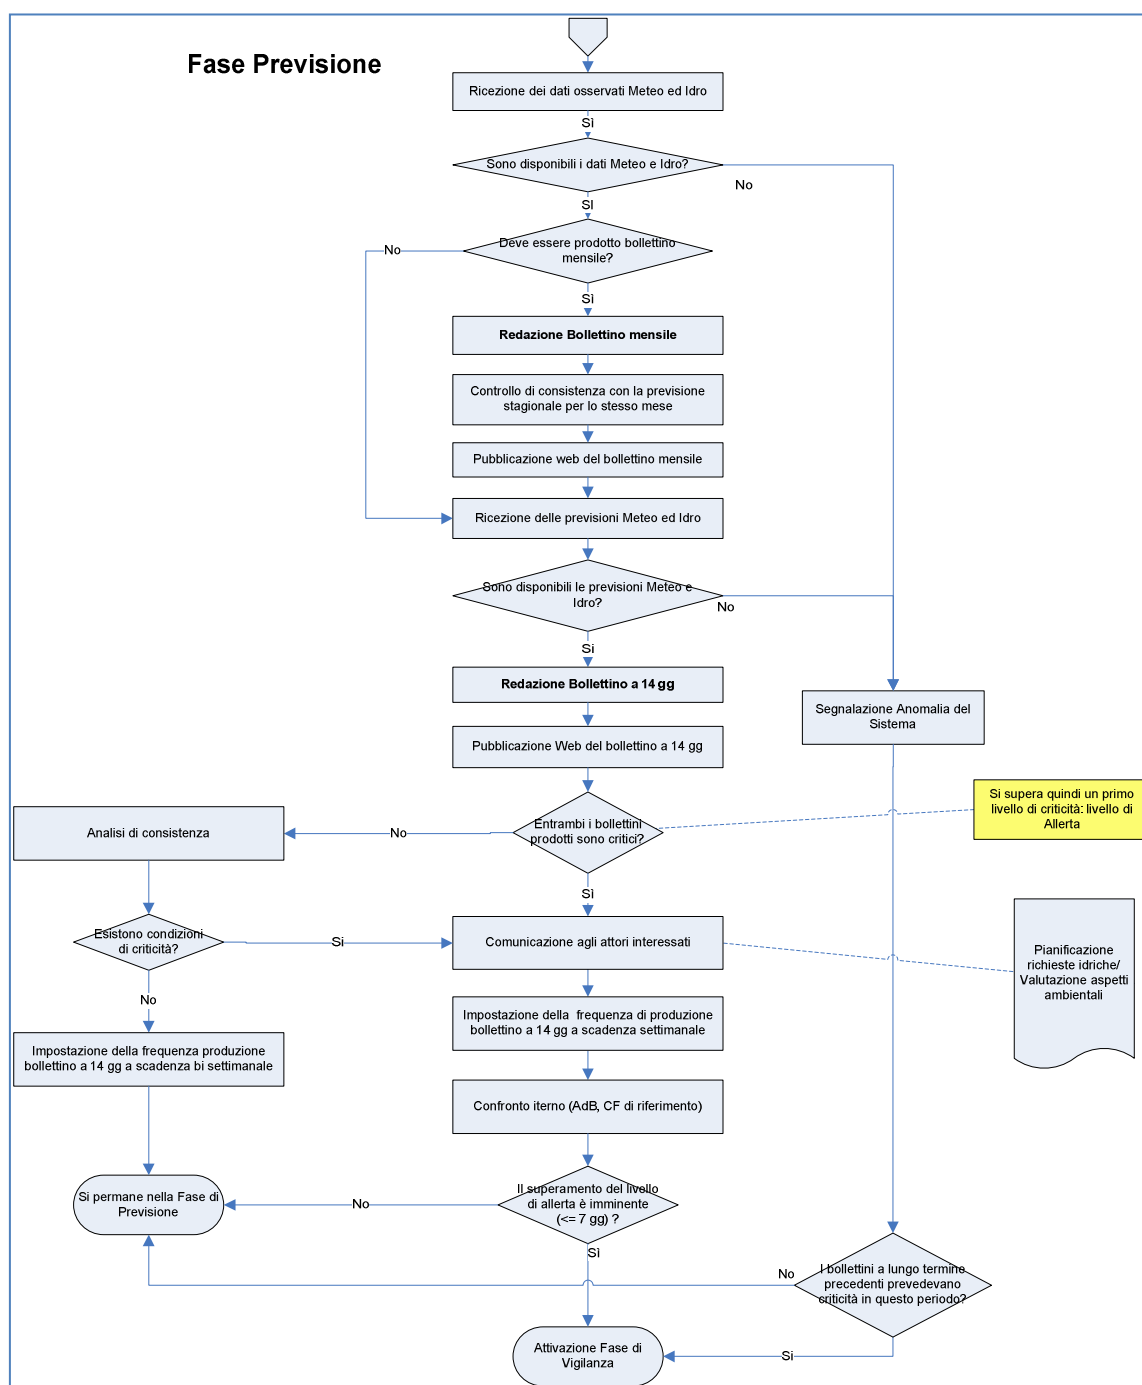 Fase Previsione
Ricezione dei dati osservati Meteo ed Idro
Sì
Sono disponibili i dati Meteo e Idro?
No
SI
Deve essere prodotto bollettino
mensile?
No
Sì
Redazione Bollettino mensile
Controllo di consistenza con la previsione
stagionale per lo stesso mese
Pubblicazione web del bollettino mensile
Ricezione delle previsioni Meteo ed Idro
Sono disponibili le previsioni Meteo e
Idro?
No
Si
Redazione Bollettino a 14 gg
Segnalazione Anomalia del
Sistema
Pubblicazione Web del bollettino a 14 gg
Si supera quindi un primo
livello di criticità: livello di
Allerta
Entrambi i bollettini
prodotti sono critici?
No
Analisi di consistenza
Sì
Esistono condizioni
di criticità?
Si
Comunicazione agli attori interessati
Pianificazione
richieste idriche/
Valutazione aspetti
ambientali
No
Impostazione della frequenza di produzione
bollettino a 14 gg a scadenza settimanale
Impostazione della frequenza produzione
bollettino a 14 gg a scadenza bi settimanale
Confronto iterno (AdB, CF di riferimento)
Il superamento del livello
di allerta è imminente
(<= 7 gg) ?
No
Si permane nella Fase di
Previsione
Sì
I bollettini a lungo termine
precedenti prevedevano
criticità in questo periodo?
No
Attivazione Fase di
Vigilanza
Si